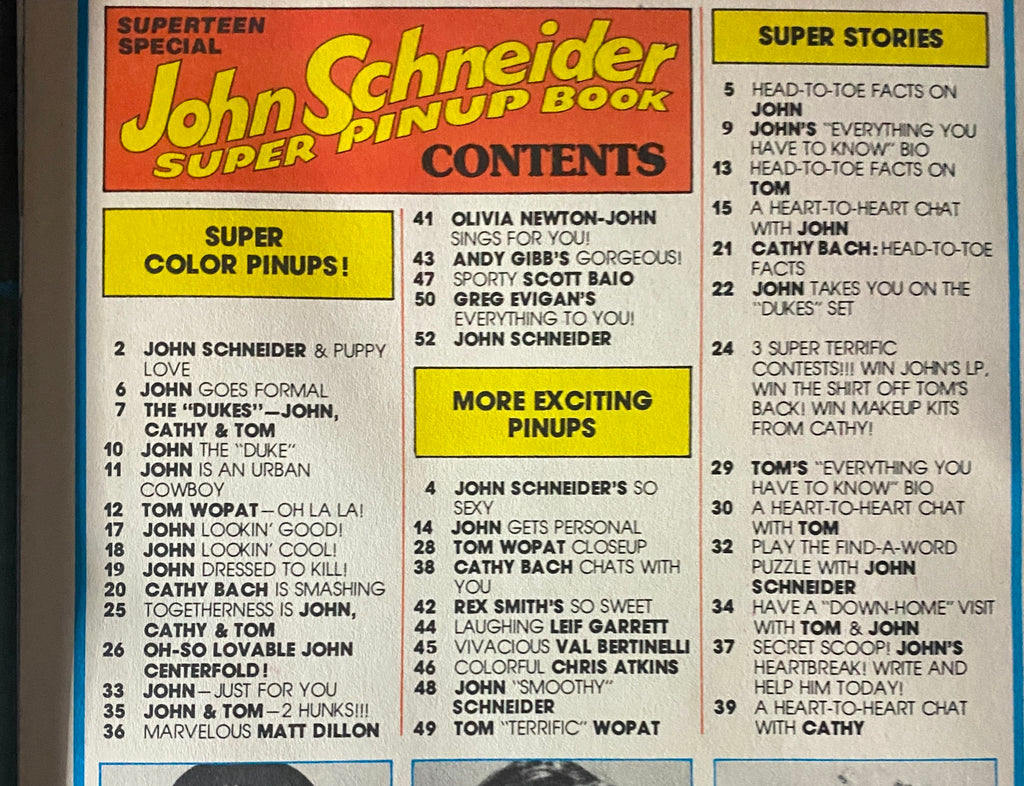 SUPERTEEN
SPECIAL
John Schneider
SUPER PINUP BOOK
CONTENTS
SUPER
COLOR PINUPS!
2 JOHN SCHNEIDER & PUPPY
LOVE
6 JOHN GOES FORMAL
7 THE "DUKES"—JOHN,
CATHY & TOM
10 JOHN THE "DUKE"
11 JOHN IS AN URBAN
COWBOY
12 TOM WOPAT—OH LA LA!
17 JOHN LOOKIN' GOOD!
18 JOHN LOOKIN' COOL!
19 JOHN DRESSED TO KILL!
20 CATHY BACH IS SMASHING
25 TOGETHERNESS IS JOHN,
CATHY & TOM
26 OH-SO LOVABLE JOHN
CENTERFOLD!
33 JOHN—JUST FOR YOU
35 JOHN & TOM—2 HUNKS!!!
36 MARVELOUS MATT DILLON
41 OLIVIA NEWTON-JOHN
SINGS FOR YOU!
43 ANDY GIBB'S GORGEOUS!
47 SPORTY SCOTT BAIO
50 GREG EVIGAN'S
EVERYTHING TO YOU!
52 JOHN SCHNEIDER
MORE EXCITING
PINUPS
4 JOHN SCHNEIDER'S SO
SEXY
14 JOHN GETS PERSONAL
28 TOM WOPAT CLOSEUP
38 CATHY BACH CHATS WITH
YOU
42 REX SMITH'S SO SWEET
44 LAUGHING LEIF GARRETT
45 VIVACIOUS VAL BERTINELLI
46 COLORFUL CHRIS ATKINS
48 JOHN "SMOOTHY"
SCHNEIDER
49 TOM "TERRIFIC" WOPAT
SUPER STORIES
5 HEAD-TO-TOE FACTS ON
JOHN
9 JOHN'S "EVERYTHING YOU
HAVE TO KNOW" BIO
13 HEAD-TO-TOE FACTS ON
TOM
15 A HEART-TO-HEART CHAT
WITH JOHN
21 CATHY BACH: HEAD-TO-TOE
FACTS
22 JOHN TAKES YOU ON THE
"DUKES" SET
24 3 SUPER TERRIFIC
CONTESTS!!! WIN JOHN'S LP,
WIN THE SHIRT OFF TOM'S
BACK! WIN MAKEUP KITS
FROM CATHY!
29 TOM'S "EVERYTHING YOU
HAVE TO KNOW" BIO
30 A HEART-TO-HEART CHAT
WITH TOM
32 PLAY THE FIND-A-WORD
PUZZLE WITH JOHN
SCHNEIDER
34 HAVE A "DOWN-HOME" VISIT
WITH TOM & JOHN
37 SECRET SCOOP! JOHN'S
HEARTBREAK! WRITE AND
HELP HIM TODAY!
39 A HEART-TO-HEART CHAT
WITH CATHY